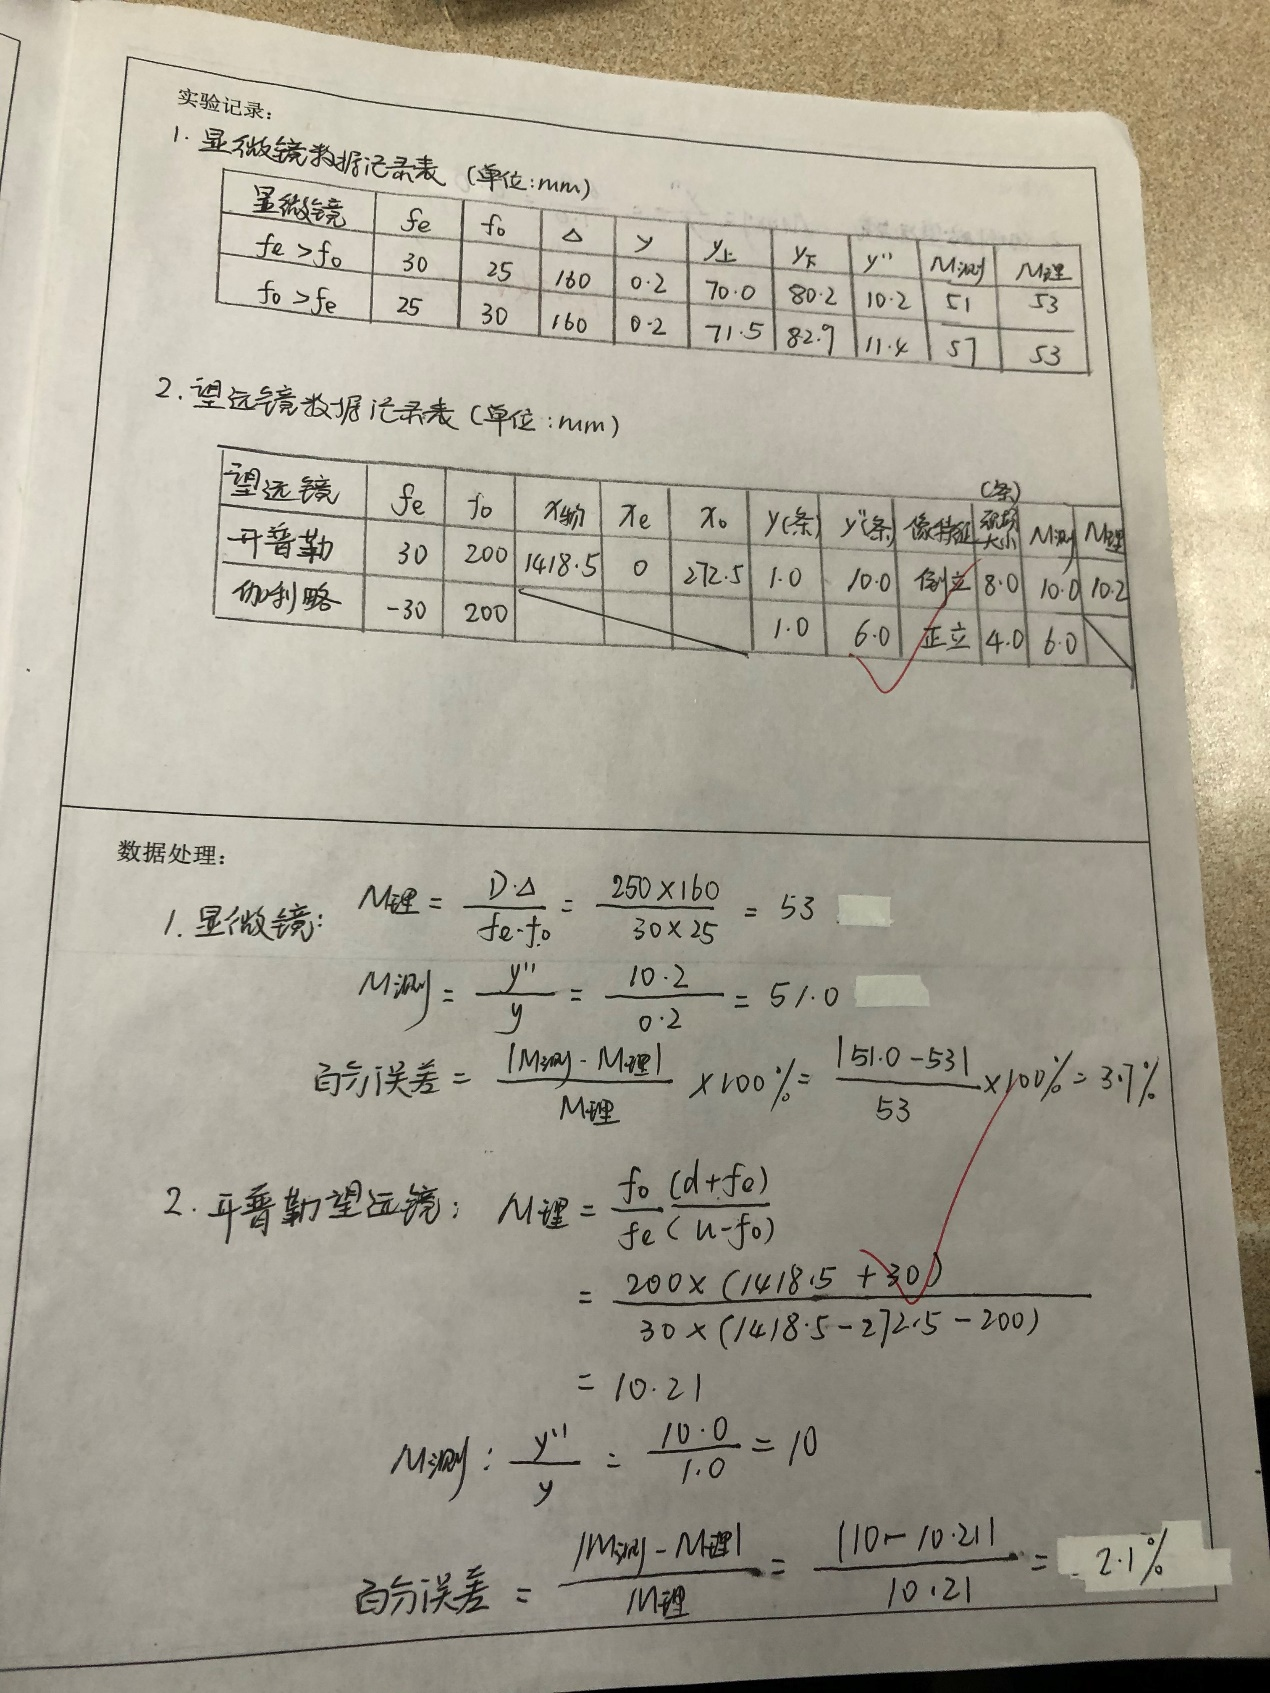 实验记录:
1. 显微镜数据记录表 (单位:mm)
显微镜 fe fo Δ y y上 y下 y'' M测 M理
fe>fo 30 25 160 0.2 70.0 80.2 10.2 51 53
fo>fe 25 30 160 0.2 71.5 82.9 11.4 57 53
2. 望远镜数据记录表 (单位:mm)
望远镜 fe fo x物 xe xo y(条) y''(条) 像特征 视场大小(条) M测 M理
开普勒 30 200 1418.5 0 272.5 1.0 10.0 倒立 8.0 10.0 10.2
伽利略 -30 200 1.0 6.0 正立 4.0 6.0
数据处理:
1. 显微镜: M理 = D·Δ / fe·fo = 250×160 / 30×25 = 53
M测 = y'' / y = 10.2 / 0.2 = 51.0
百分误差 = |M测-M理| / M理 ×100% = |51.0-53| / 53 ×100% = 3.7%
2. 开普勒望远镜: M理 = fo (d+fe) / fe (u-fo)
= 200×(1418.5+30) / 30×(1418.5-272.5-200)
= 10.21
M测: y'' / y = 10.0 / 1.0 = 10
百分误差 = |M测-M理| / M理 = |10-10.21| / 10.21 = 2.1%